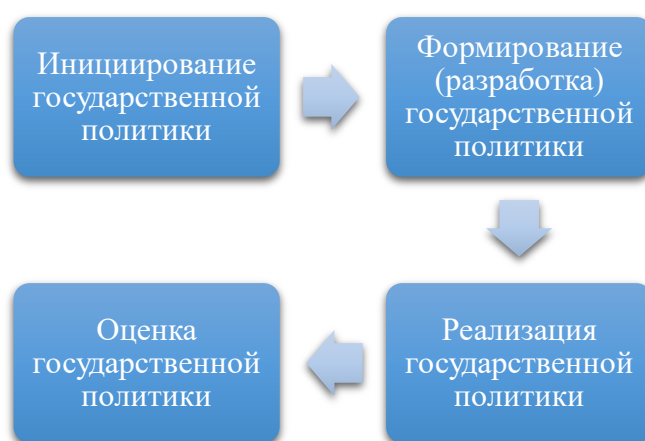 Инициирование
государственной
политики
Формирование
(разработка)
государственной
политики
Реализация
государственной
политики
Оценка
государственной
политики